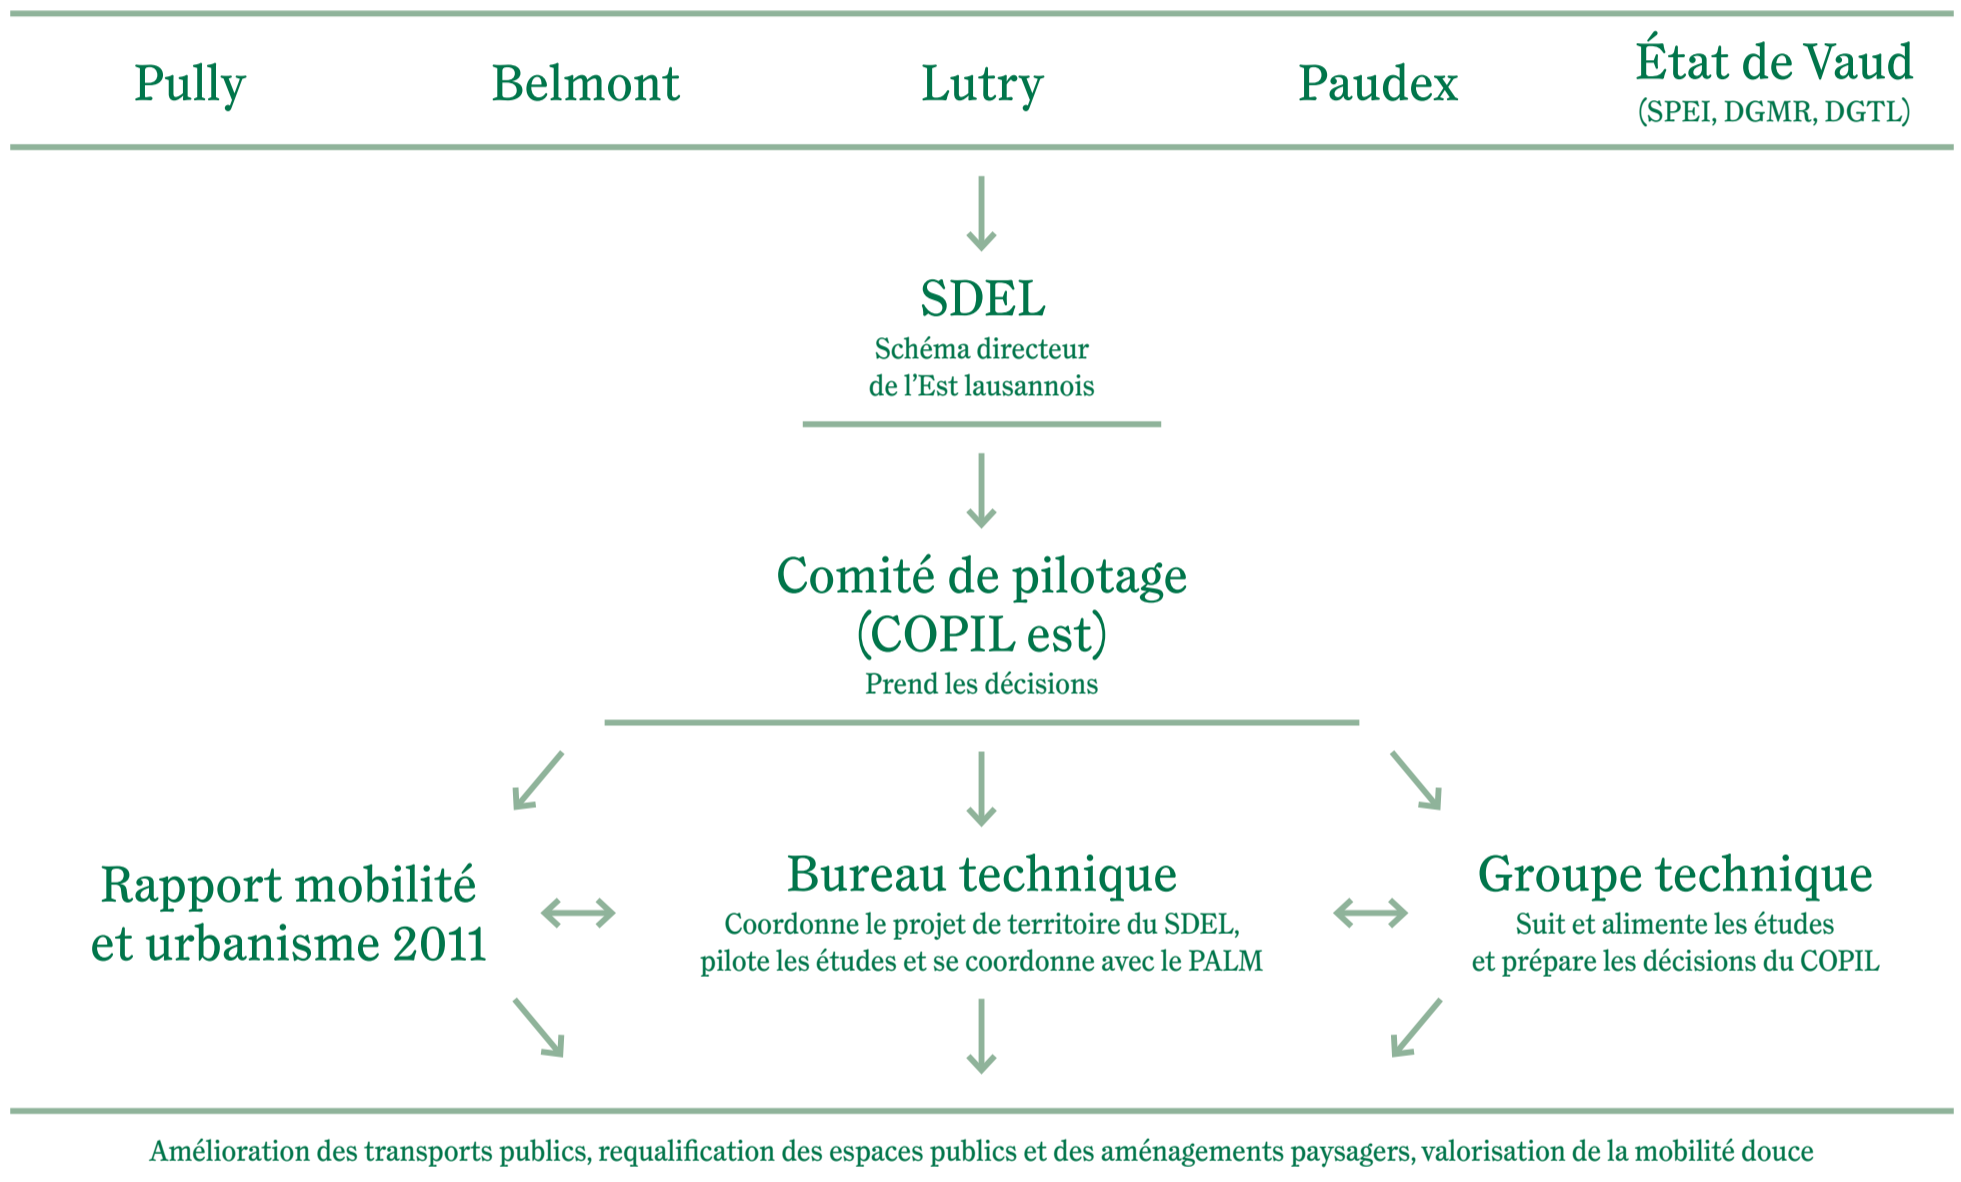 Pully
Belmont
Lutry
Paudex
État de Vaud
(SPEI, DGMR, DGTL)
SDEL
Schéma directeur
de l’Est lausannois
Comité de pilotage
(COPIL est)
Prend les décisions
Rapport mobilité
et urbanisme 2011
Bureau technique
Coordonne le projet de territoire du SDEL,
pilote les études et se coordonne avec le PALM
Groupe technique
Suit et alimente les études
et prépare les décisions du COPIL
Amélioration des transports publics, requalification des espaces publics et des aménagements paysagers, valorisation de la mobilité douce